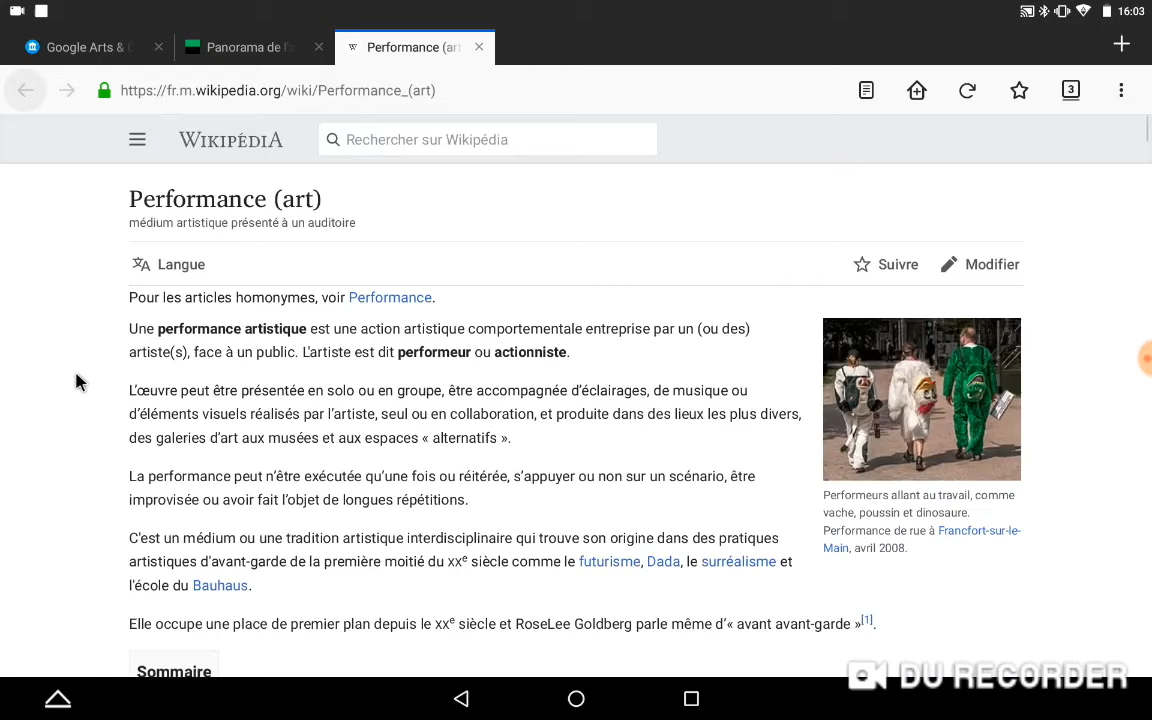 16:03
Google Arts &
Panorama de l'a
Performance (art
https://fr.m.wikipedia.org/wiki/Performance_(art)
3
WIKIPÉDIA
Rechercher sur Wikipédia
Performance (art)
médium artistique présenté à un auditoire
Langue
Suivre
Modifier
Pour les articles homonymes, voir Performance.
Une performance artistique est une action artistique comportementale entreprise par un (ou des)
artiste(s), face à un public. L'artiste est dit performeur ou actionniste.
L'œuvre peut être présentée en solo ou en groupe, être accompagnée d'éclairages, de musique ou
d'éléments visuels réalisés par l'artiste, seul ou en collaboration, et produite dans des lieux les plus divers,
des galeries d'art aux musées et aux espaces « alternatifs ».
La performance peut n'être exécutée qu'une fois ou réitérée, s'appuyer ou non sur un scénario, être
improvisée ou avoir fait l'objet de longues répétitions.
C'est un médium ou une tradition artistique interdisciplinaire qui trouve son origine dans des pratiques
artistiques d'avant-garde de la première moitié du XXe siècle comme le futurisme, Dada, le surréalisme et
l'école du Bauhaus.
Elle occupe une place de premier plan depuis le XXe siècle et RoseLee Goldberg parle même d'« avant avant-garde »[1].
Performeurs allant au travail, comme
vache, poussin et dinosaure.
Performance de rue à Francfort-sur-le-
Main, avril 2008.
Sommaire
DU RECORDER